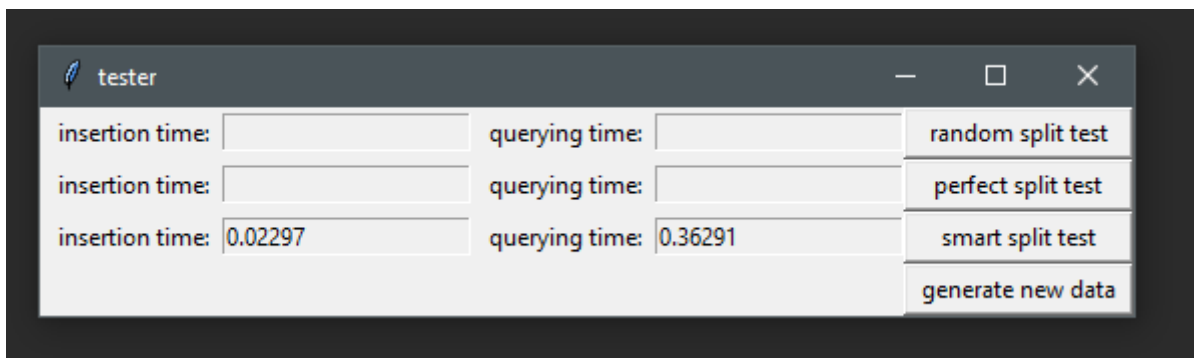 tester
insertion time: querying time: random split test
insertion time: querying time: perfect split test
insertion time: 0.02297 querying time: 0.36291 smart split test
generate new data